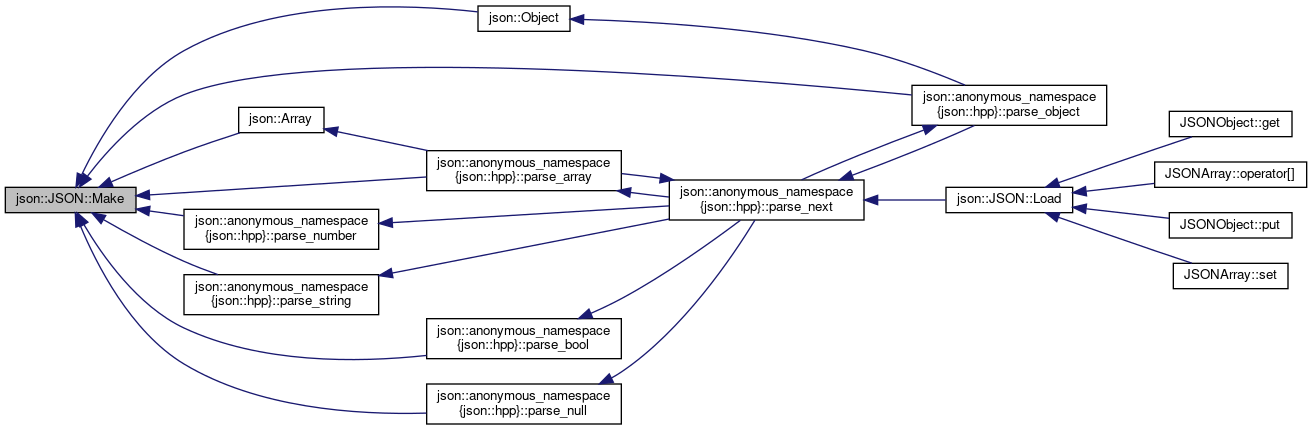 json::JSON::Make
json::Object
json::Array
json::anonymous_namespace
{json::hpp}::parse_array
json::anonymous_namespace
{json::hpp}::parse_number
json::anonymous_namespace
{json::hpp}::parse_string
json::anonymous_namespace
{json::hpp}::parse_bool
json::anonymous_namespace
{json::hpp}::parse_null
json::anonymous_namespace
{json::hpp}::parse_next
json::anonymous_namespace
{json::hpp}::parse_object
json::JSON::Load
JSONObject::get
JSONArray::operator[]
JSONObject::put
JSONArray::set